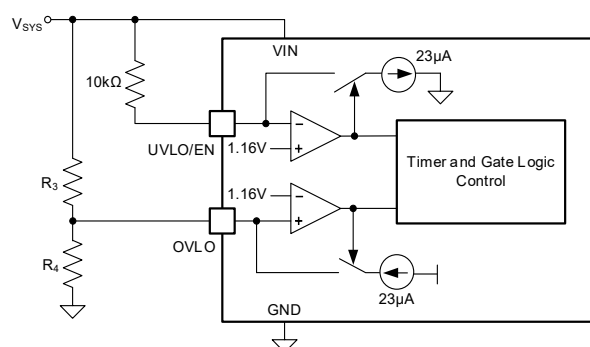 VSYS
VIN
23μA
10kΩ
UVLO/EN
1.16V
Timer and Gate Logic
Control
R3
1.16V
OVLO
R4
23μA
GND